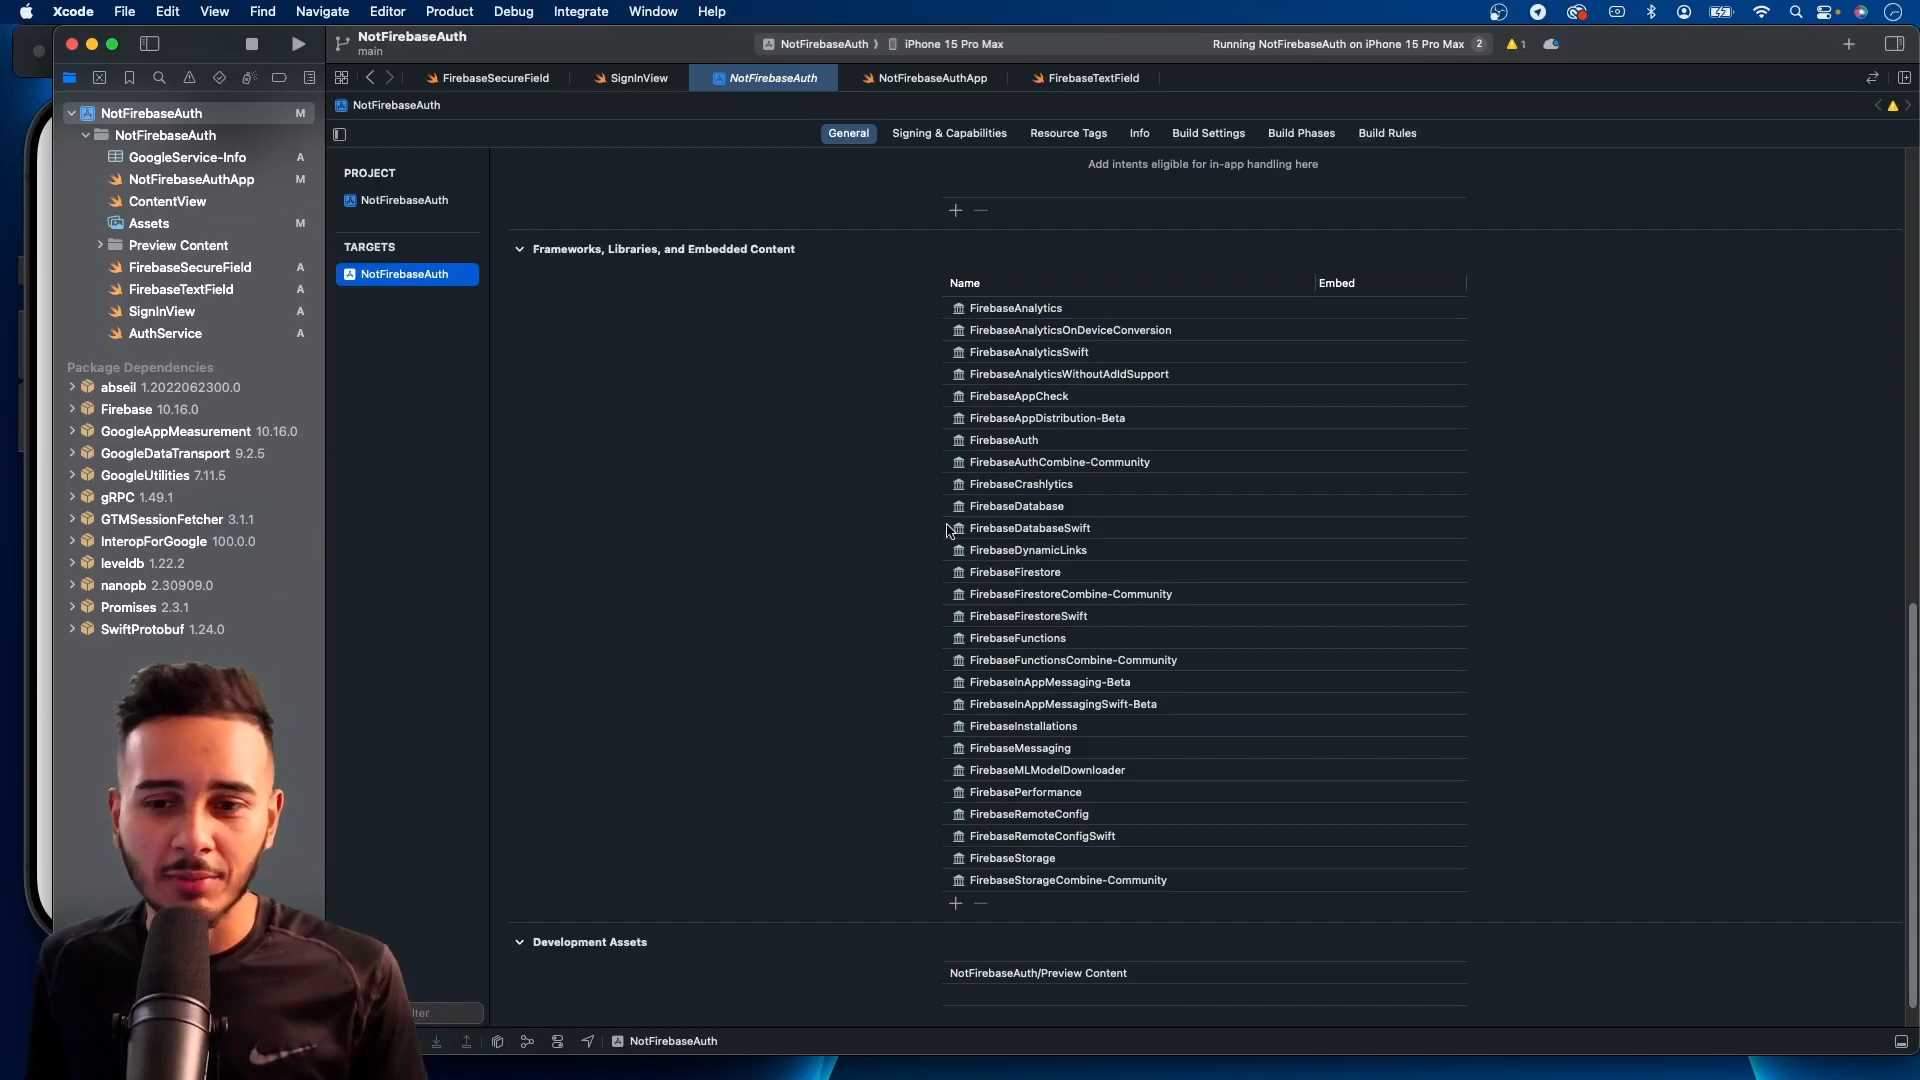 Xcode File Edit View Find Navigate Editor Product Debug Integrate Window Help
NotFirebaseAuth
main
NotFirebaseAuth iPhone 15 Pro Max
Running NotFirebaseAuth on iPhone 15 Pro Max 2 1
FirebaseSecureField SignInView NotFirebaseAuth NotFirebaseAuthApp FirebaseTextField
NotFirebaseAuth
General Signing & Capabilities Resource Tags Info Build Settings Build Phases Build Rules
NotFirebaseAuth M
NotFirebaseAuth
GoogleService-Info A
NotFirebaseAuthApp M
ContentView
Assets M
Preview Content
FirebaseSecureField A
FirebaseTextField A
SignInView A
AuthService A
Package Dependencies
abseil 1.2022062300.0
Firebase 10.16.0
GoogleAppMeasurement 10.16.0
GoogleDataTransport 9.2.5
GoogleUtilities 7.11.5
gRPC 1.49.1
GTMSessionFetcher 3.1.1
InteropForGoogle 100.0.0
leveldb 1.22.2
nanopb 2.30909.0
Promises 2.3.1
SwiftProtobuf 1.24.0
PROJECT
NotFirebaseAuth
TARGETS
NotFirebaseAuth
Add intents eligible for in-app handling here
Frameworks, Libraries, and Embedded Content
Name Embed
FirebaseAnalytics
FirebaseAnalyticsOnDeviceConversion
FirebaseAnalyticsSwift
FirebaseAnalyticsWithoutAdIdSupport
FirebaseAppCheck
FirebaseAppDistribution-Beta
FirebaseAuth
FirebaseAuthCombine-Community
FirebaseCrashlytics
FirebaseDatabase
FirebaseDatabaseSwift
FirebaseDynamicLinks
FirebaseFirestore
FirebaseFirestoreCombine-Community
FirebaseFirestoreSwift
FirebaseFunctions
FirebaseFunctionsCombine-Community
FirebaseInAppMessaging-Beta
FirebaseInAppMessagingSwift-Beta
FirebaseInstallations
FirebaseMessaging
FirebaseMLModelDownloader
FirebasePerformance
FirebaseRemoteConfig
FirebaseRemoteConfigSwift
FirebaseStorage
FirebaseStorageCombine-Community
Development Assets
NotFirebaseAuth/Preview Content
lter
NotFirebaseAuth